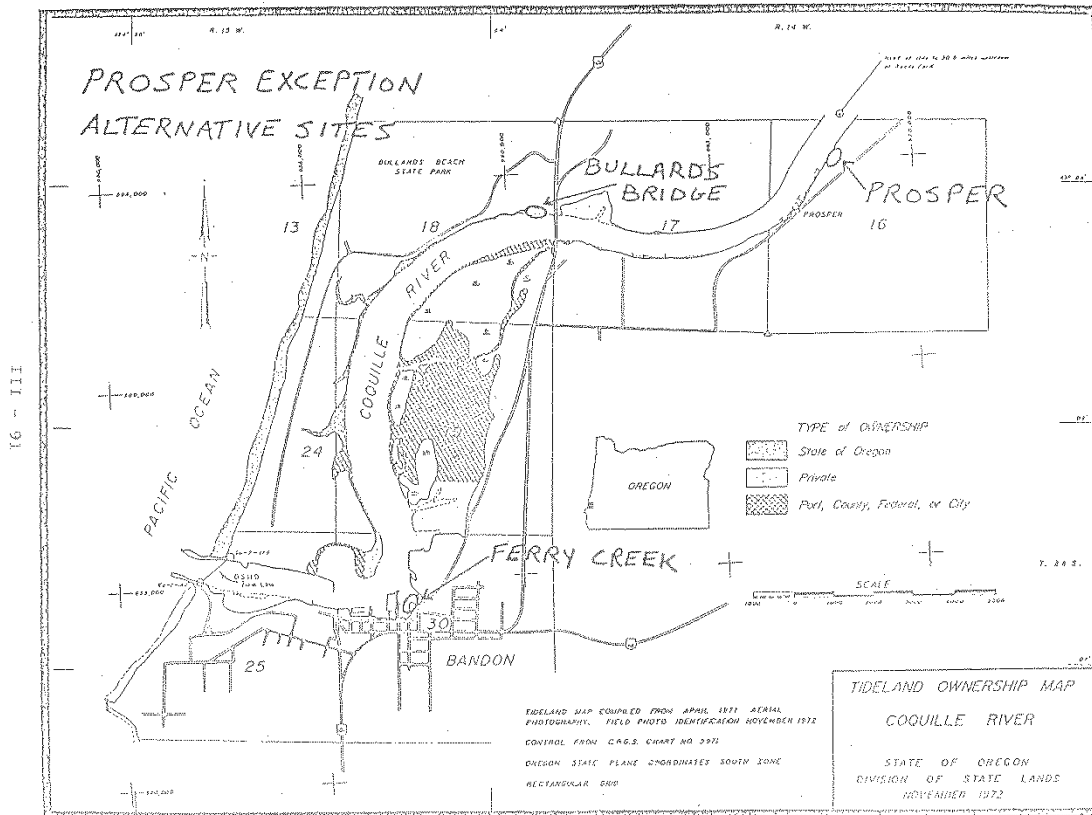 R. 15 W.
R. 14 W.
PROSPER EXCEPTION
ALTERNATIVE SITES
BULLARDS BEACH
STATE PARK
BULLARDS
BRIDGE
PROSPER
PROSPER
13
18
17
16
-N-
COQUILLE RIVER
PACIFIC OCEAN
III - 91
24
TYPE of OWNERSHIP
State of Oregon
Private
Port, County, Federal, or City
OREGON
FERRY CREEK
T. 28 S.
SCALE
30
25
BANDON
TIDELAND MAP COMPILED FROM APRIL 1971 AERIAL
PHOTOGRAPHY. FIELD PHOTO IDENTIFICATION NOVEMBER 1972
CONTROL FROM C.&G.S. CHART NO 5971
OREGON STATE PLANE COORDINATES SOUTH ZONE
RECTANGULAR GRID
TIDELAND OWNERSHIP MAP
COQUILLE RIVER
STATE OF OREGON
DIVISION OF STATE LANDS
NOVEMBER 1972